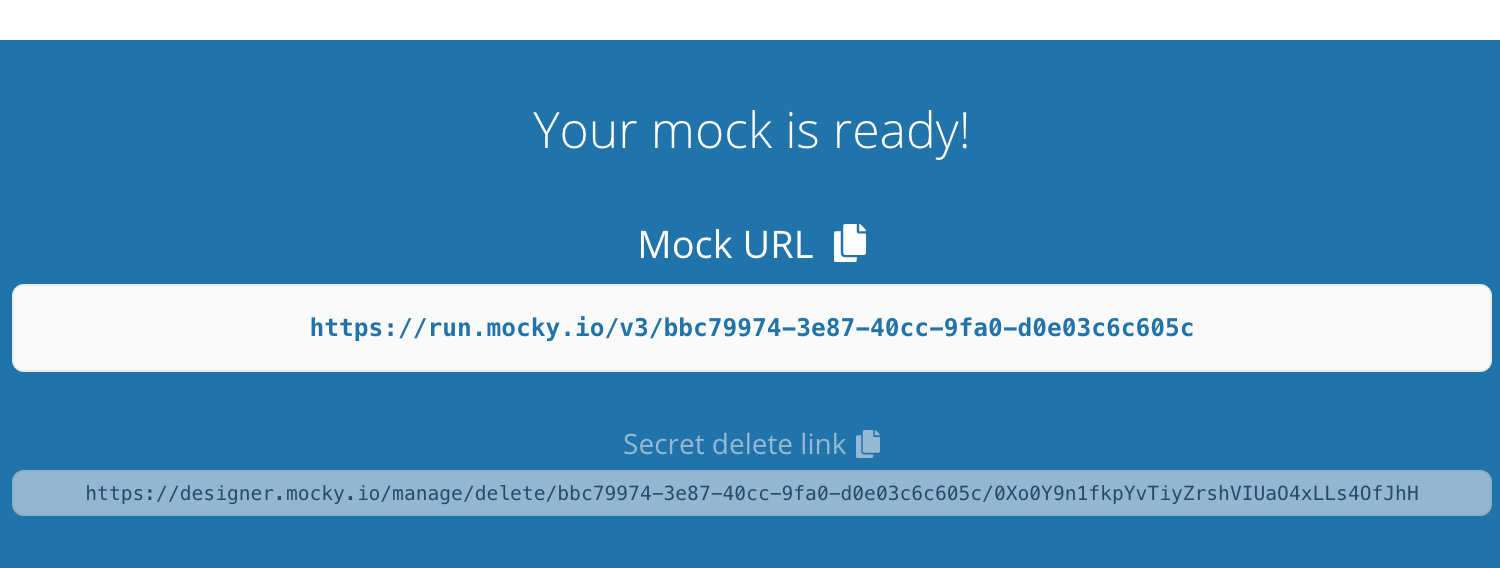 Your mock is ready!
Mock URL
https://run.mocky.io/v3/bbc79974-3e87-40cc-9fa0-d0e03c6c605c
Secret delete link
https://designer.mocky.io/manage/delete/bbc79974-3e87-40cc-9fa0-d0e03c6c605c/0Xo0Y9n1fkpYvTiyZrshVIUaO4xLLs4OfJhH